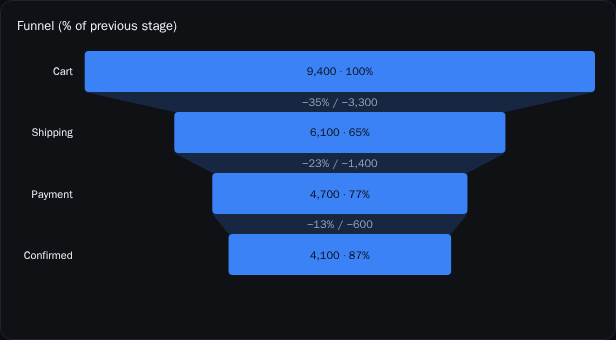 Funnel (% of previous stage)
Cart
9,400 · 100%
−35% / −3,300
Shipping
6,100 · 65%
−23% / −1,400
Payment
4,700 · 77%
−13% / −600
Confirmed
4,100 · 87%